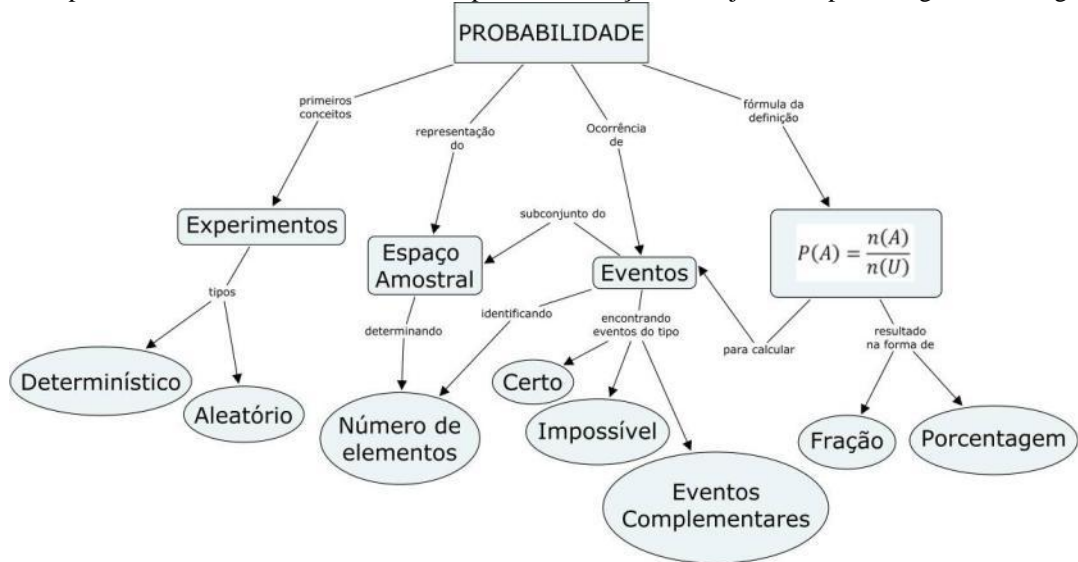 PROBABILIDADE
primeiros
conceitos
representação
do
Ocorrência
de
fórmula da
definição
Experimentos
subconjunto do
Espaço
Amostral
Eventos
P(A) = n(A)/n(U)
tipos
determinando
identificando
encontrando
eventos do tipo
para calcular
resultado
na forma de
Determinístico
Aleatório
Número de
elementos
Certo
Impossível
Eventos
Complementares
Fração
Porcentagem